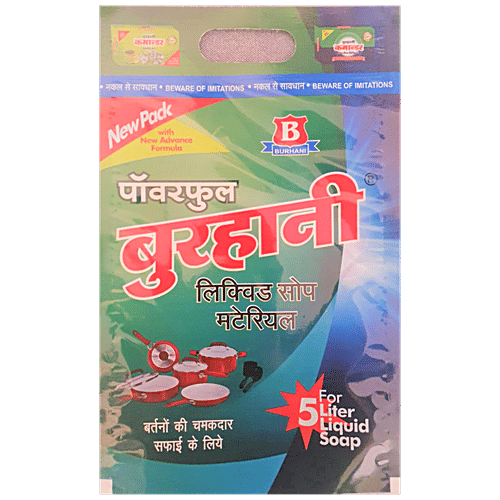 • नकल से सावधान • BEWARE OF IMITATIONS • नकल से सावधान • BEWARE OF IMITATIONS
New Pack
with
New Advance
Formula
B
BURHANI
पॉवरफुल
बुरहानी ®
लिक्विड सोप
मटेरियल
5 For
Liter
Liquid
Soap
बर्तनों की चमकदार
सफाई के लिये